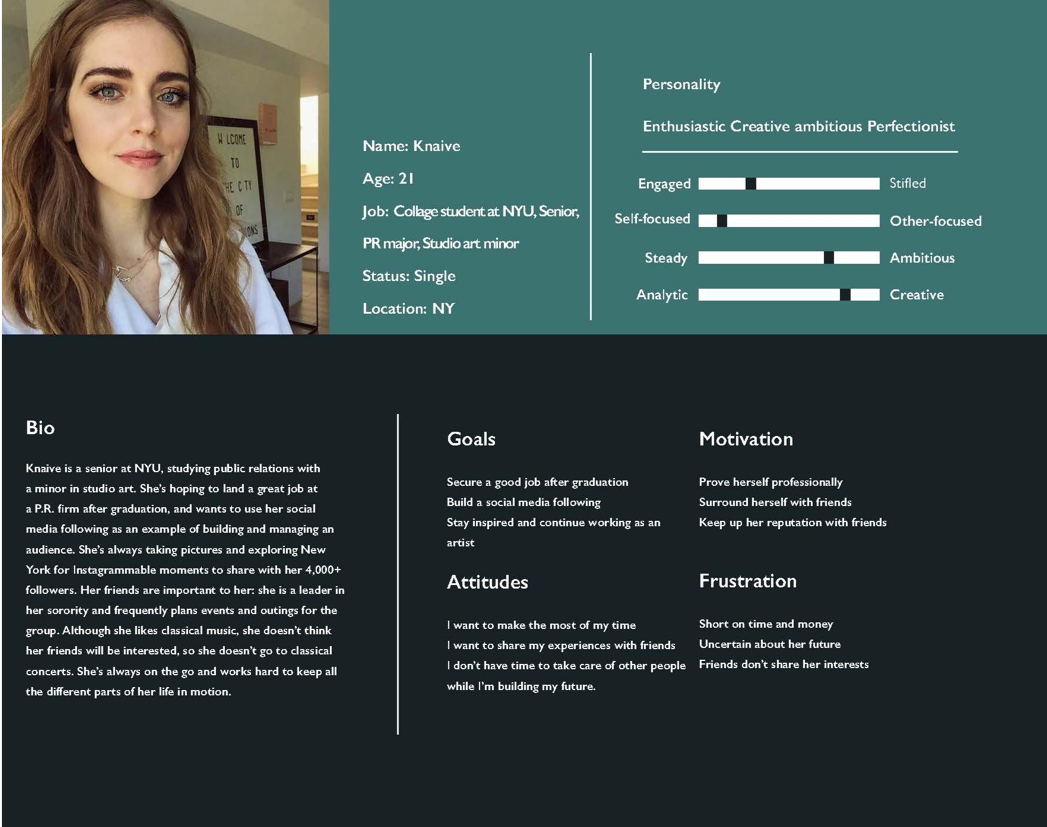 W LCOME
TO
HE C TY
OF
ONS
Name: Knaive
Age: 21
Job: Collage student at NYU, Senior,
PR major, Studio art minor
Status: Single
Location: NY
Personality
Enthusiastic Creative ambitious Perfectionist
Engaged Stifled
Self-focused Other-focused
Steady Ambitious
Analytic Creative
Bio
Knaive is a senior at NYU, studying public relations with
a minor in studio art. She's hoping to land a great job at
a P.R. firm after graduation, and wants to use her social
media following as an example of building and managing an
audience. She's always taking pictures and exploring New
York for Instagrammable moments to share with her 4,000+
followers. Her friends are important to her: she is a leader in
her sorority and frequently plans events and outings for the
group. Although she likes classical music, she doesn't think
her friends will be interested, so she doesn't go to classical
concerts. She's always on the go and works hard to keep all
the different parts of her life in motion.
Goals
Secure a good job after graduation
Build a social media following
Stay inspired and continue working as an
artist
Motivation
Prove herself professionally
Surround herself with friends
Keep up her reputation with friends
Attitudes
I want to make the most of my time
I want to share my experiences with friends
I don't have time to take care of other people
while I'm building my future.
Frustration
Short on time and money
Uncertain about her future
Friends don't share her interests